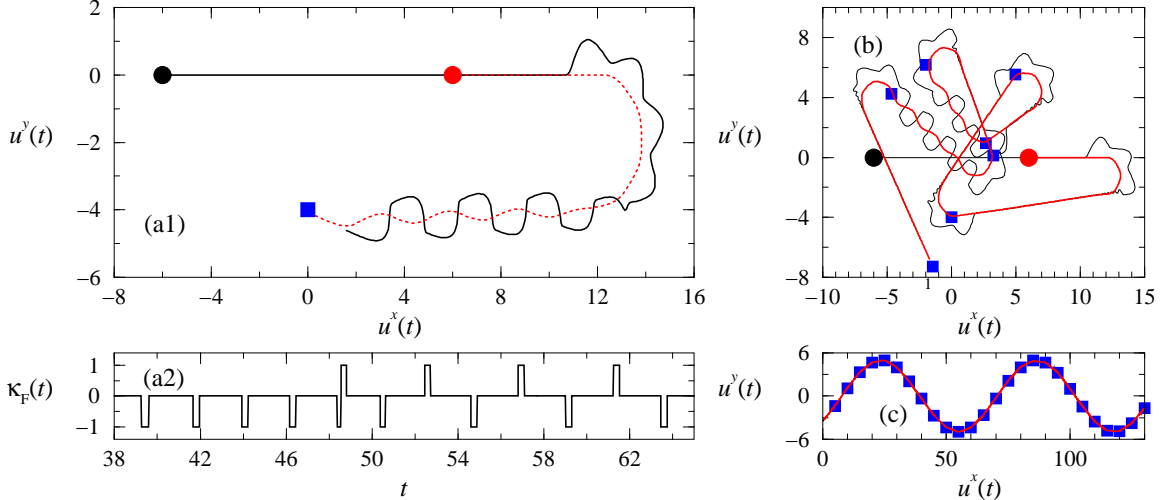 2
0
−2
−4
−6
u^y(t)
(a1)
−8 −4 0 4 8 12 16
u^x(t)
8
4
0
−4
−8
u^y(t)
(b)
1
−10 −5 0 5 10 15
u^x(t)
1
0
−1
κ_F(t)
(a2)
38 42 46 50 54 58 62
t
6
0
−6
u^y(t)
(c)
0 50 100
u^x(t)